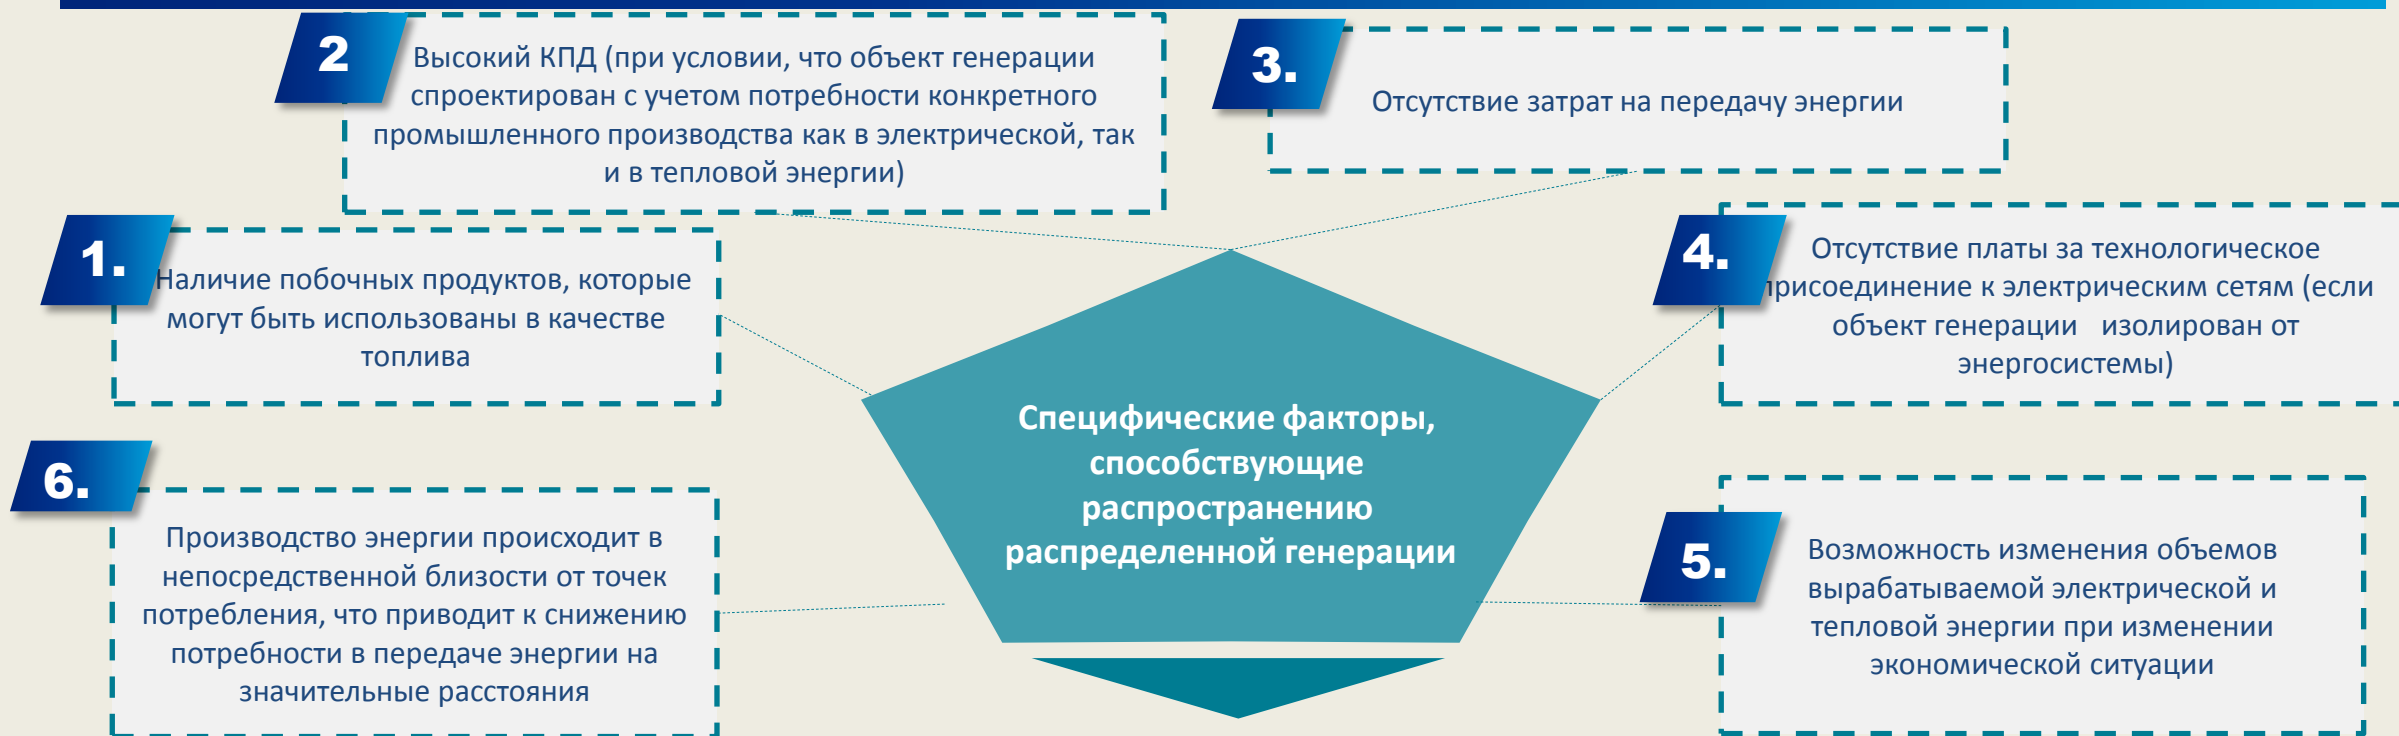 1.
Наличие побочных продуктов, которые
могут быть использованы в качестве
топлива
2
Высокий КПД (при условии, что объект генерации
спроектирован с учетом потребности конкретного
промышленного производства как в электрической, так
и в тепловой энергии)
3.
Отсутствие затрат на передачу энергии
4.
Отсутствие платы за технологическое
присоединение к электрическим сетям (если
объект генерации изолирован от
энергосистемы)
5.
Возможность изменения объемов
вырабатываемой электрической и
тепловой энергии при изменении
экономической ситуации
6.
Производство энергии происходит в
непосредственной близости от точек
потребления, что приводит к снижению
потребности в передаче энергии на
значительные расстояния
Специфические факторы,
способствующие
распространению
распределенной генерации